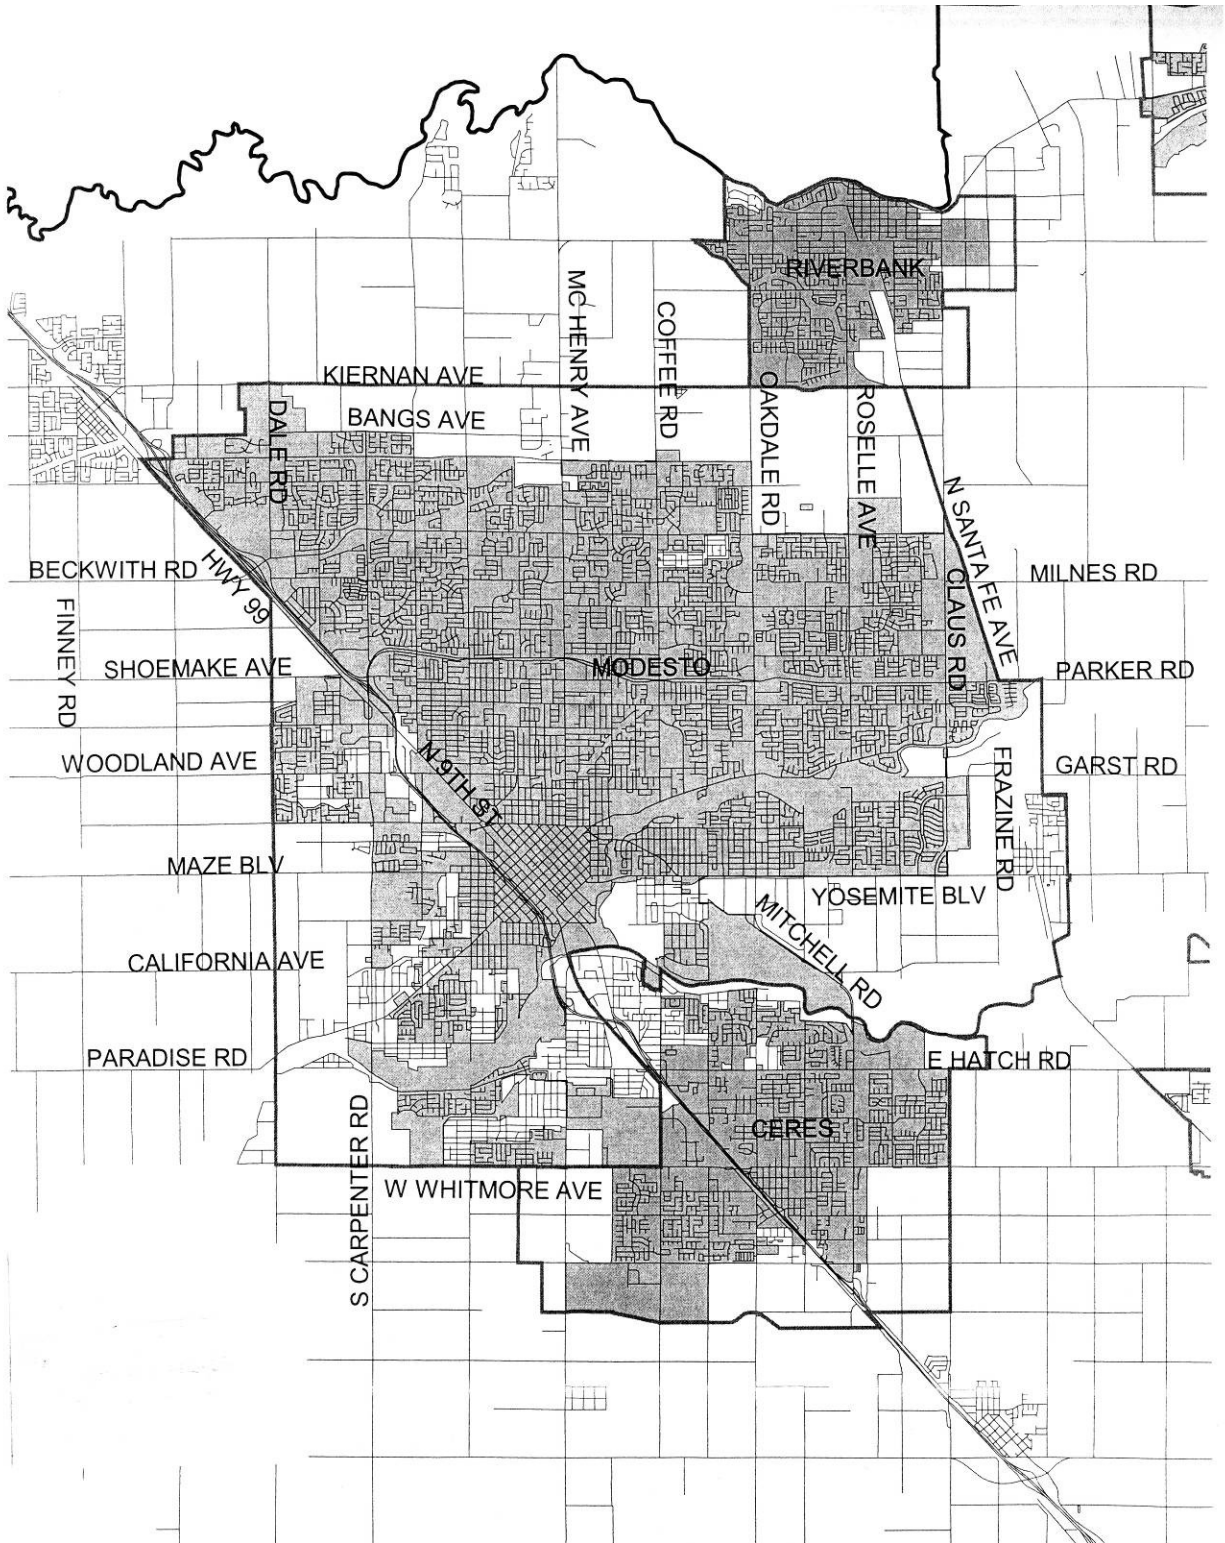 RIVERBANK
MC HENRY AVE
COFFEE RD
KIERNAN AVE
OAKDALE RD
ROSELLE AVE
DALE RD
BANGS AVE
N SANTA FE AVE
BECKWITH RD
HWY 99
CLAUS RD
MILNES RD
FINNEY RD
SHOEMAKE AVE
MODESTO
PARKER RD
WOODLAND AVE
N 9TH ST
FRAZINE RD
GARST RD
MAZE BLV
YOSEMITE BLV
MITCHELL RD
CALIFORNIA AVE
PARADISE RD
E HATCH RD
S CARPENTER RD
CERES
W WHITMORE AVE